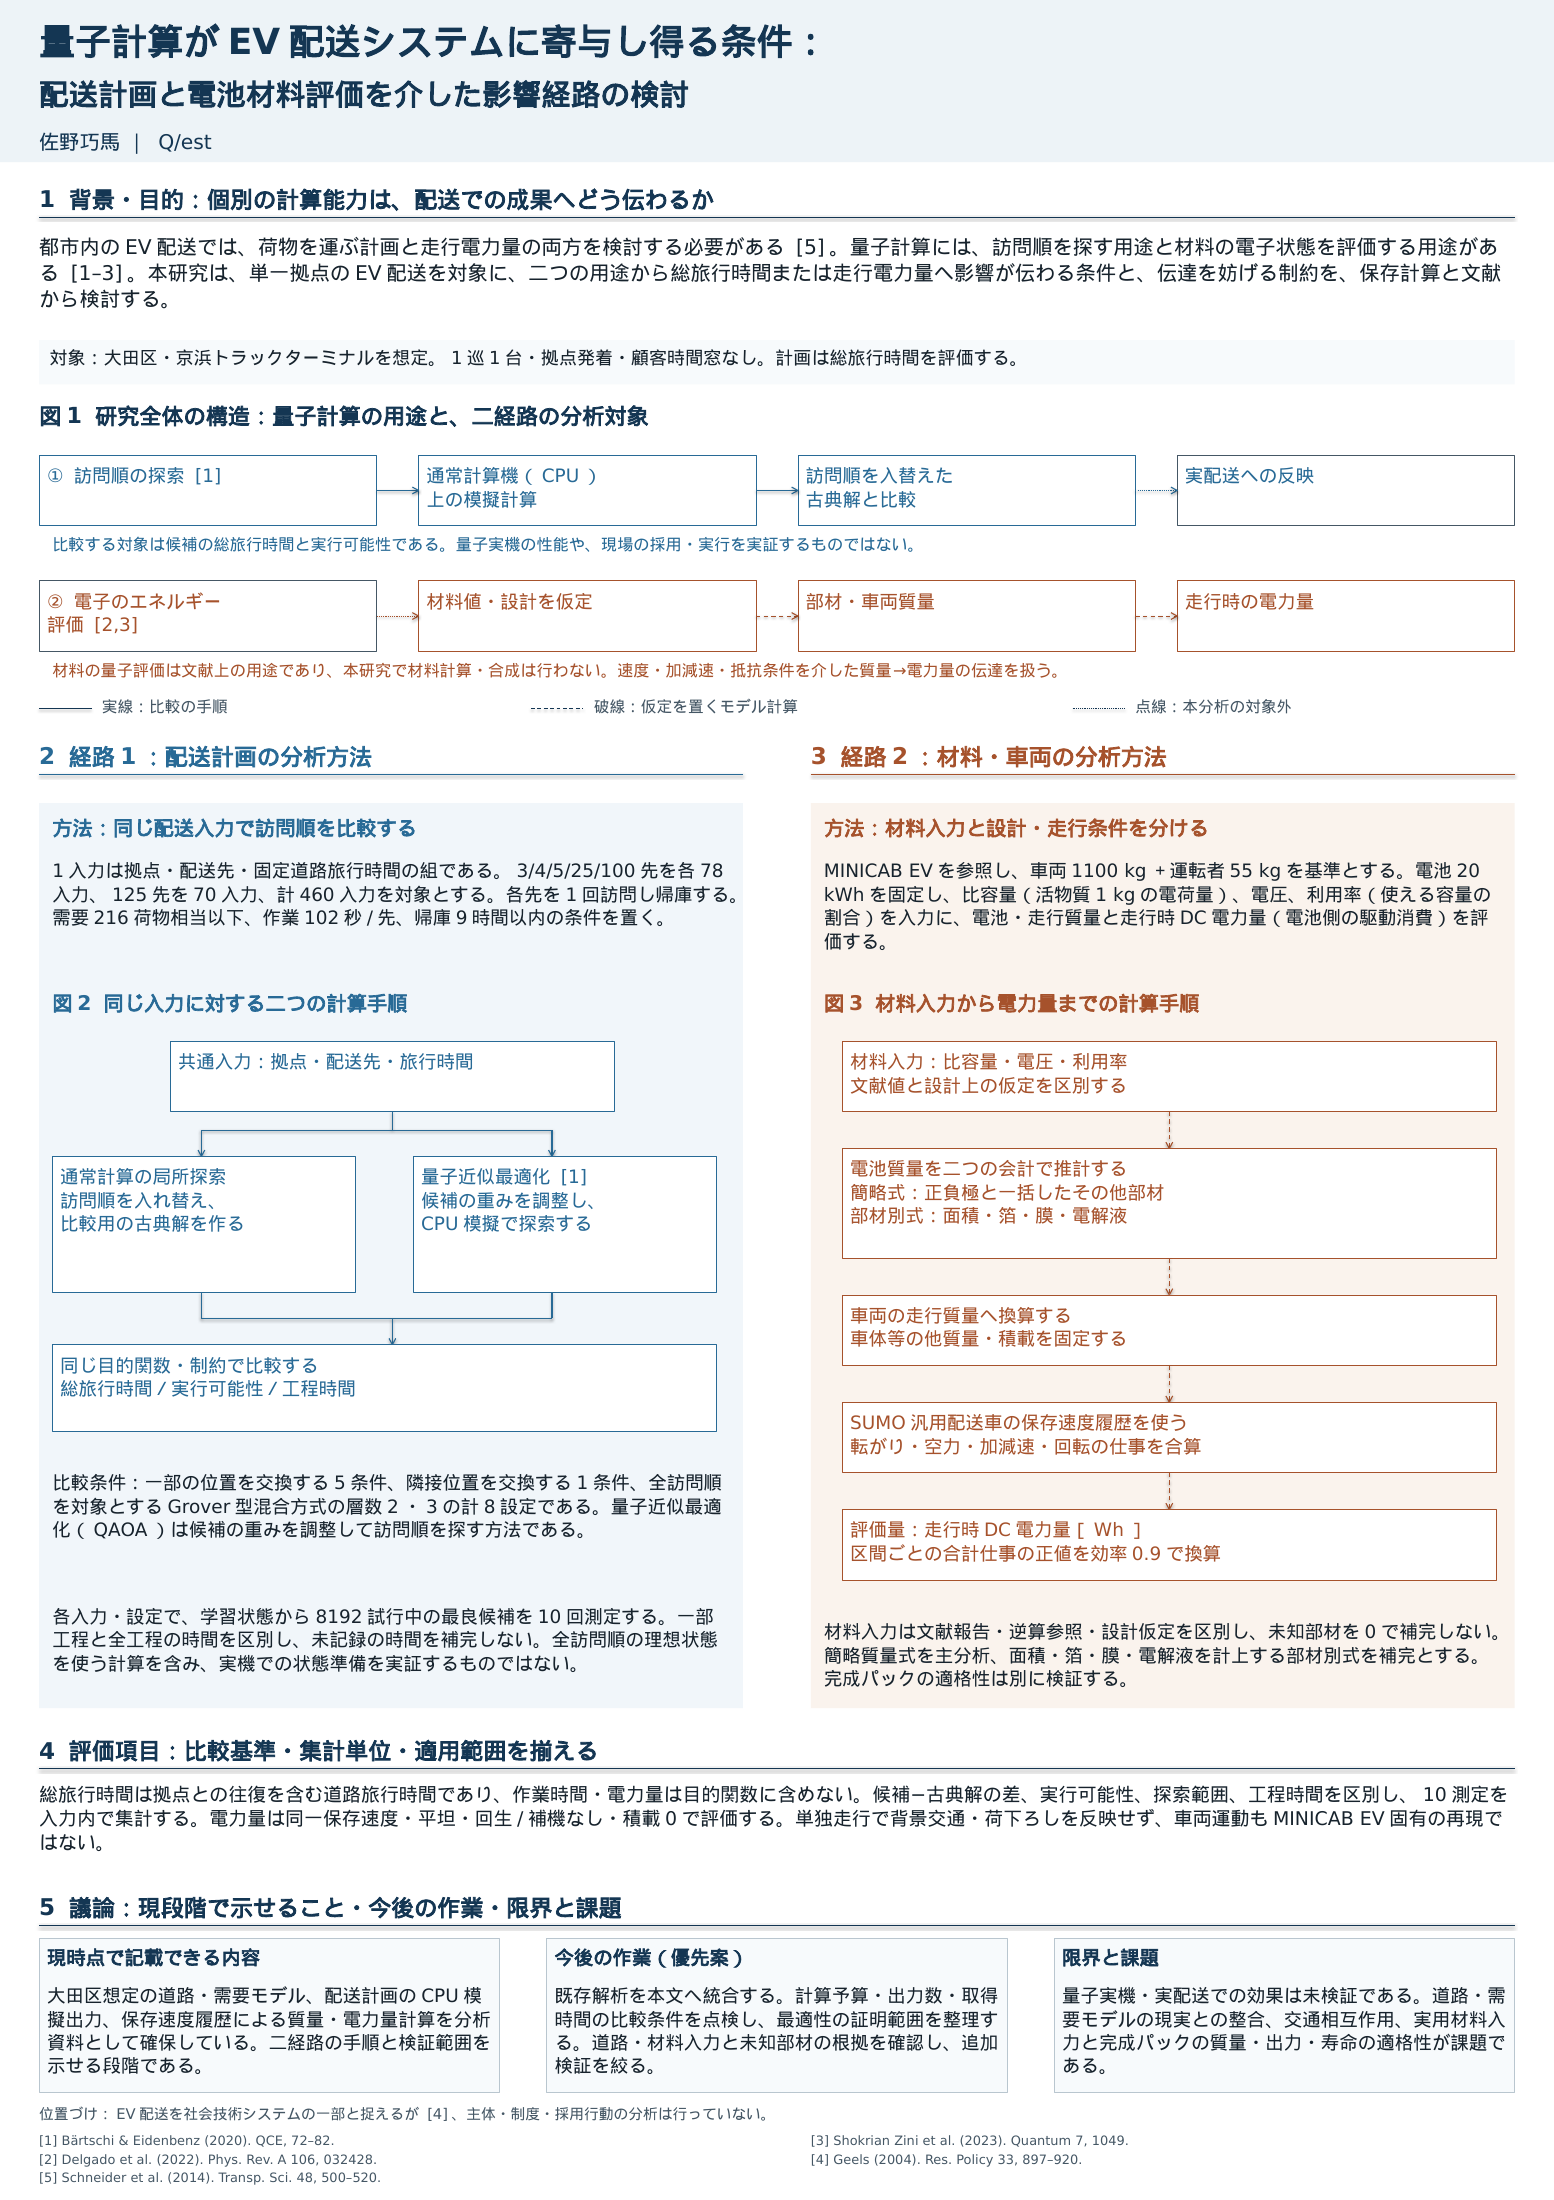 量子計算が EV 配送システムに寄与し得る条件：
配送計画と電池材料評価を介した影響経路の検討
佐野巧馬 ｜ Q/est
1 背景・目的：個別の計算能力は、配送での成果へどう伝わるか
都市内の EV 配送では、荷物を運ぶ計画と走行電力量の両方を検討する必要がある [5]。量子計算には、訪問順を探す用途と材料の電子状態を評価する用途があ
る [1–3]。本研究は、単一拠点の EV 配送を対象に、二つの用途から総旅行時間または走行電力量へ影響が伝わる条件と、伝達を妨げる制約を、保存計算と文献
から検討する。
対象：大田区・京浜トラックターミナルを想定。 1 巡 1 台・拠点発着・顧客時間窓なし。計画は総旅行時間を評価する。
図 1 研究全体の構造：量子計算の用途と、二経路の分析対象
① 訪問順の探索 [1]
通常計算機（ CPU ）
上の模擬計算
訪問順を入替えた
古典解と比較
実配送への反映
比較する対象は候補の総旅行時間と実行可能性である。量子実機の性能や、現場の採用・実行を実証するものではない。
② 電子のエネルギー
評価 [2,3]
材料値・設計を仮定
部材・車両質量
走行時の電力量
材料の量子評価は文献上の用途であり、本研究で材料計算・合成は行わない。速度・加減速・抵抗条件を介した質量→電力量の伝達を扱う。
実線：比較の手順
破線：仮定を置くモデル計算
点線：本分析の対象外
2 経路 1 ：配送計画の分析方法
方法：同じ配送入力で訪問順を比較する
1 入力は拠点・配送先・固定道路旅行時間の組である。 3/4/5/25/100 先を各 78
入力、 125 先を 70 入力、計 460 入力を対象とする。各先を 1 回訪問し帰庫する。
需要 216 荷物相当以下、作業 102 秒 / 先、帰庫 9 時間以内の条件を置く。
図 2 同じ入力に対する二つの計算手順
共通入力：拠点・配送先・旅行時間
通常計算の局所探索
訪問順を入れ替え、
比較用の古典解を作る
量子近似最適化 [1]
候補の重みを調整し、
CPU 模擬で探索する
同じ目的関数・制約で比較する
総旅行時間 / 実行可能性 / 工程時間
比較条件：一部の位置を交換する 5 条件、隣接位置を交換する 1 条件、全訪問順
を対象とする Grover 型混合方式の層数 2 ・ 3 の計 8 設定である。量子近似最適
化（ QAOA ）は候補の重みを調整して訪問順を探す方法である。
各入力・設定で、学習状態から 8192 試行中の最良候補を 10 回測定する。一部
工程と全工程の時間を区別し、未記録の時間を補完しない。全訪問順の理想状態
を使う計算を含み、実機での状態準備を実証するものではない。
3 経路 2 ：材料・車両の分析方法
方法：材料入力と設計・走行条件を分ける
MINICAB EV を参照し、車両 1100 kg ＋運転者 55 kg を基準とする。電池 20
kWh を固定し、比容量（活物質 1 kg の電荷量）、電圧、利用率（使える容量の
割合）を入力に、電池・走行質量と走行時 DC 電力量（電池側の駆動消費）を評
価する。
図 3 材料入力から電力量までの計算手順
材料入力：比容量・電圧・利用率
文献値と設計上の仮定を区別する
電池質量を二つの会計で推計する
簡略式：正負極と一括したその他部材
部材別式：面積・箔・膜・電解液
車両の走行質量へ換算する
車体等の他質量・積載を固定する
SUMO 汎用配送車の保存速度履歴を使う
転がり・空力・加減速・回転の仕事を合算
評価量：走行時 DC 電力量［ Wh ］
区間ごとの合計仕事の正値を効率 0.9 で換算
材料入力は文献報告・逆算参照・設計仮定を区別し、未知部材を 0 で補完しない。
簡略質量式を主分析、面積・箔・膜・電解液を計上する部材別式を補完とする。
完成パックの適格性は別に検証する。
4 評価項目：比較基準・集計単位・適用範囲を揃える
総旅行時間は拠点との往復を含む道路旅行時間であり、作業時間・電力量は目的関数に含めない。候補−古典解の差、実行可能性、探索範囲、工程時間を区別し、 10 測定を
入力内で集計する。電力量は同一保存速度・平坦・回生 / 補機なし・積載 0 で評価する。単独走行で背景交通・荷下ろしを反映せず、車両運動も MINICAB EV 固有の再現で
はない。
5 議論：現段階で示せること・今後の作業・限界と課題
現時点で記載できる内容
大田区想定の道路・需要モデル、配送計画の CPU 模
擬出力、保存速度履歴による質量・電力量計算を分析
資料として確保している。二経路の手順と検証範囲を
示せる段階である。
今後の作業（優先案）
既存解析を本文へ統合する。計算予算・出力数・取得
時間の比較条件を点検し、最適性の証明範囲を整理す
る。道路・材料入力と未知部材の根拠を確認し、追加
検証を絞る。
限界と課題
量子実機・実配送での効果は未検証である。道路・需
要モデルの現実との整合、交通相互作用、実用材料入
力と完成パックの質量・出力・寿命の適格性が課題で
ある。
位置づけ： EV 配送を社会技術システムの一部と捉えるが [4]、主体・制度・採用行動の分析は行っていない。
[1] Bärtschi & Eidenbenz (2020). QCE, 72–82.
[2] Delgado et al. (2022). Phys. Rev. A 106, 032428.
[5] Schneider et al. (2014). Transp. Sci. 48, 500–520.
[3] Shokrian Zini et al. (2023). Quantum 7, 1049.
[4] Geels (2004). Res. Policy 33, 897–920.